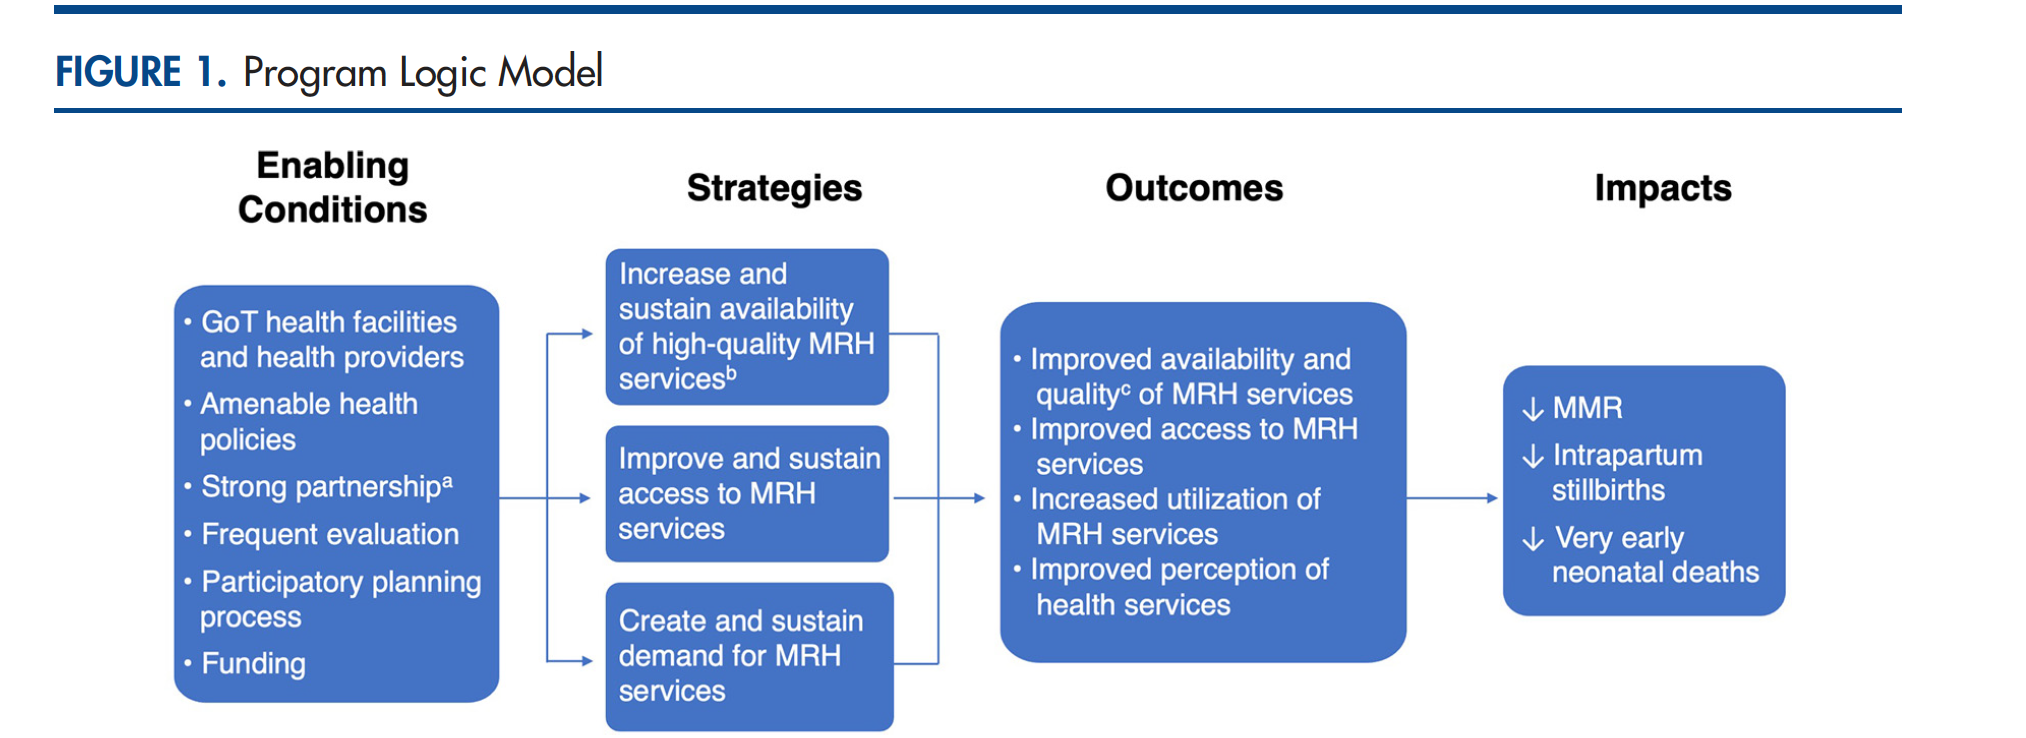 FIGURE 1. Program Logic Model
Enabling
Conditions
• GoT health facilities
and health providers
• Amenable health
policies
• Strong partnershipᵃ
• Frequent evaluation
• Participatory planning
process
• Funding
Strategies
Increase and
sustain availability
of high-quality MRH
servicesᵇ
Improve and sustain
access to MRH
services
Create and sustain
demand for MRH
services
Outcomes
• Improved availability and
qualityᶜ of MRH services
• Improved access to MRH
services
• Increased utilization of
MRH services
• Improved perception of
health services
Impacts
↓ MMR
↓ Intrapartum
stillbirths
↓ Very early
neonatal deaths